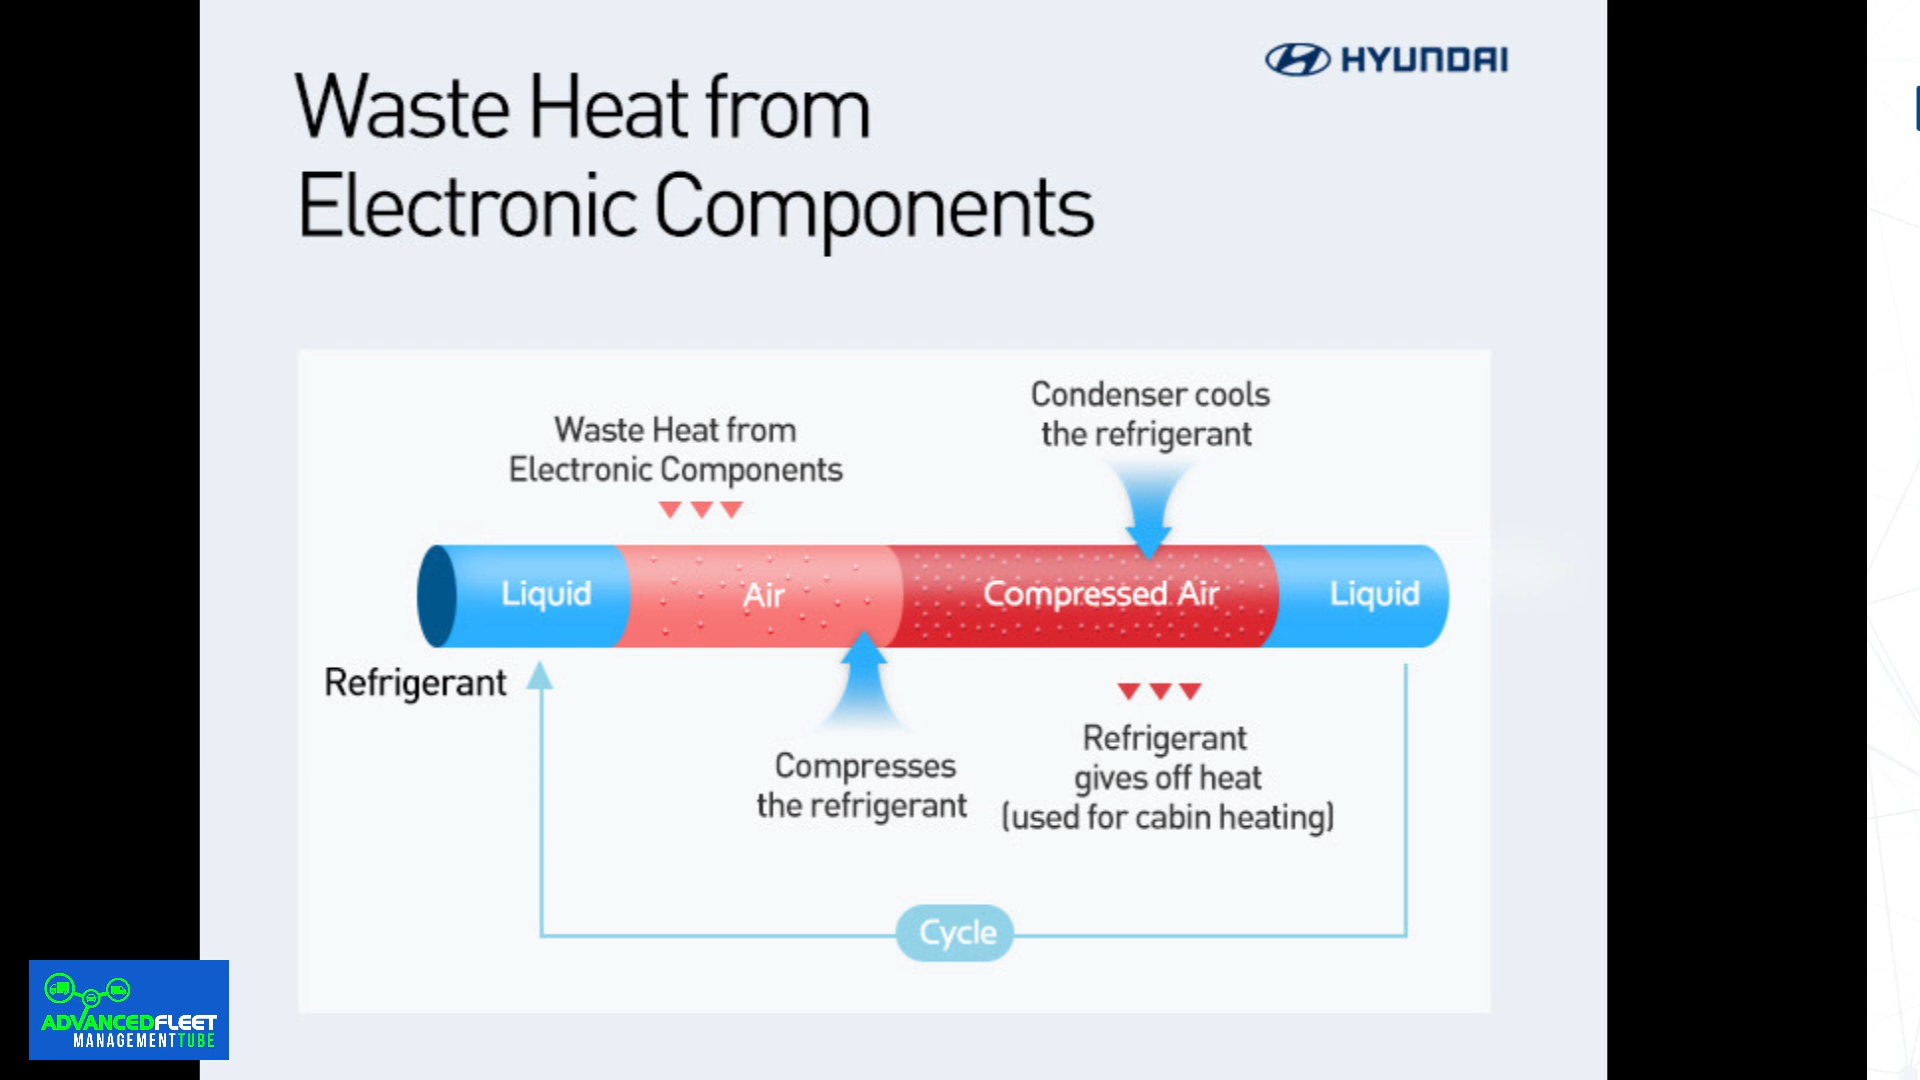 HYUNDAI
Waste Heat from
Electronic Components
Condenser cools
the refrigerant
Waste Heat from
Electronic Components
Liquid
Air
Compressed Air
Liquid
Refrigerant
Compresses
the refrigerant
Refrigerant
gives off heat
(used for cabin heating)
Cycle
ADVANCEDFLEET
MANAGEMENTTUBE